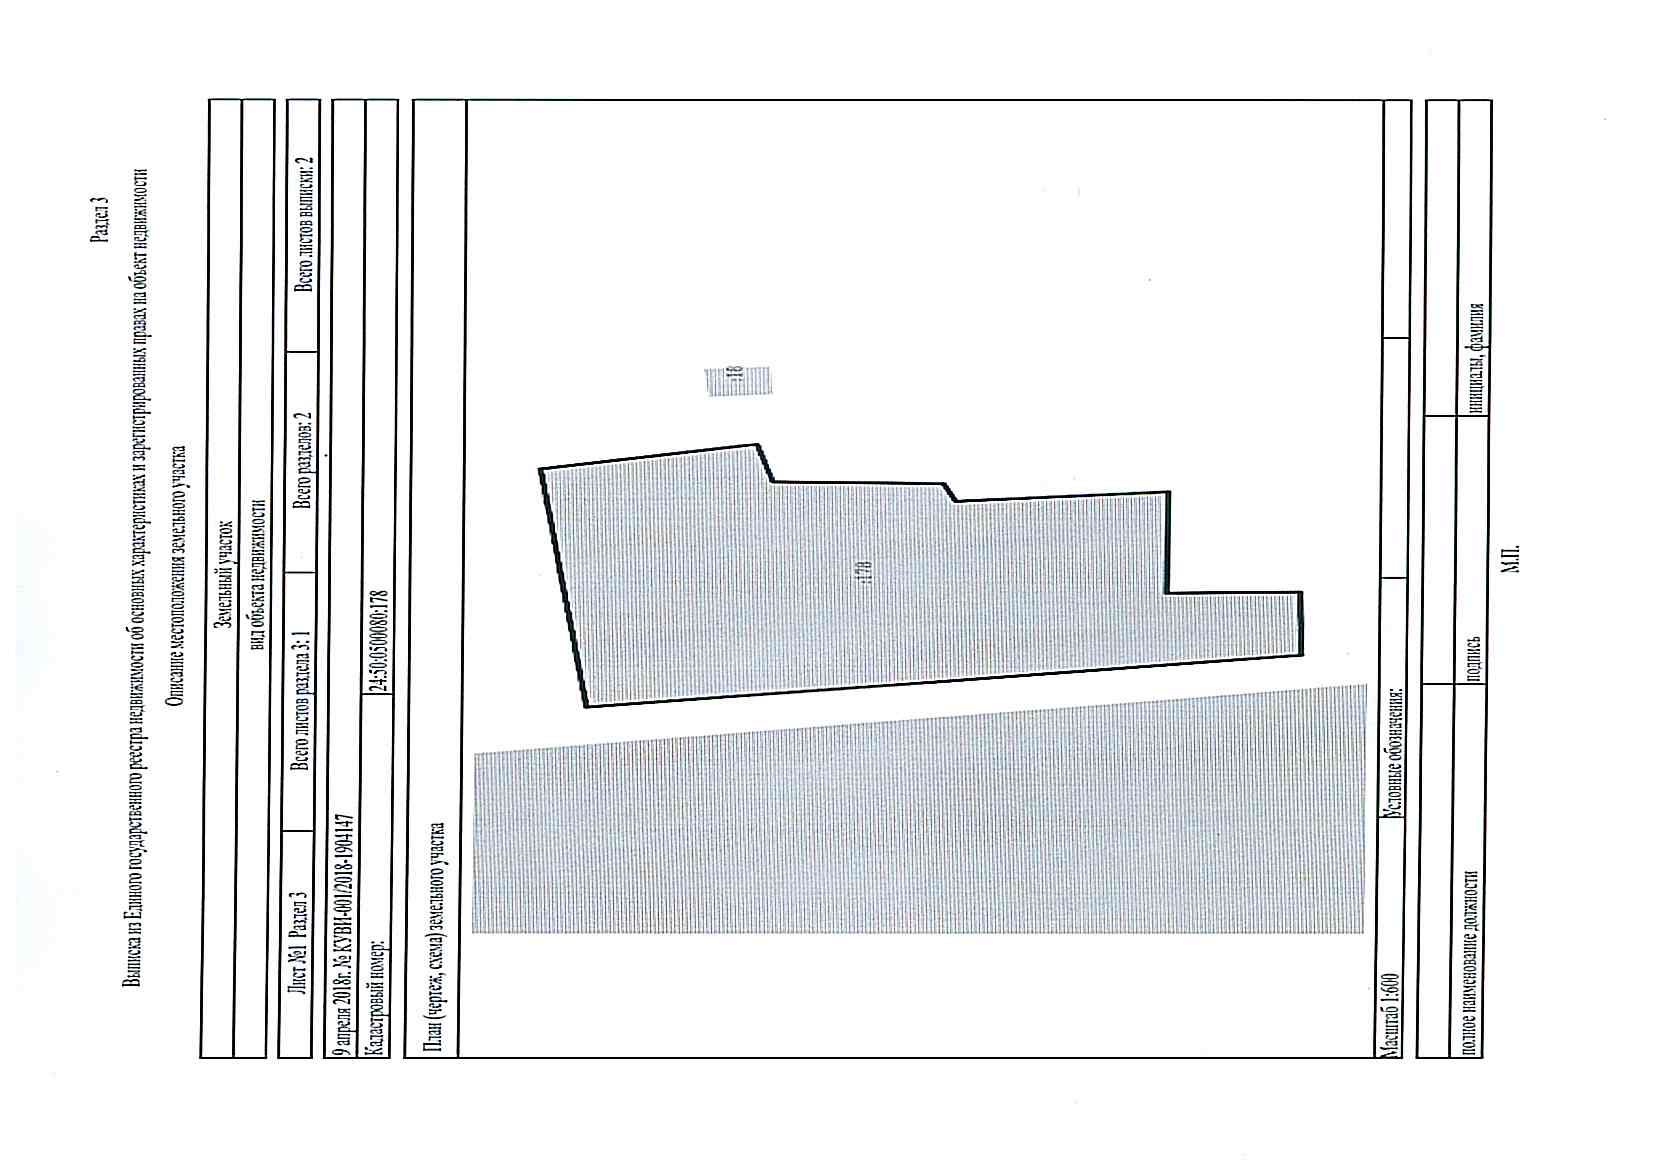 Раздел 3
Выписка из Единого государственного реестра недвижимости об основных характеристиках и зарегистрированных правах на объект недвижимости
Описание местоположения земельного участка
Земельный участок
вид объекта недвижимости
Лист №1 Раздел 3 Всего листов раздела 3: 1 Всего разделов: 2 Всего листов выписки: 2
9 апреля 2018г. № КУВИ-001/2018-1904147
Кадастровый номер: 24:50:0500080:178
План (чертеж, схема) земельного участка
:18
:178
Масштаб 1:600 Условные обозначения:
полное наименование должности подпись инициалы, фамилия
М.П.